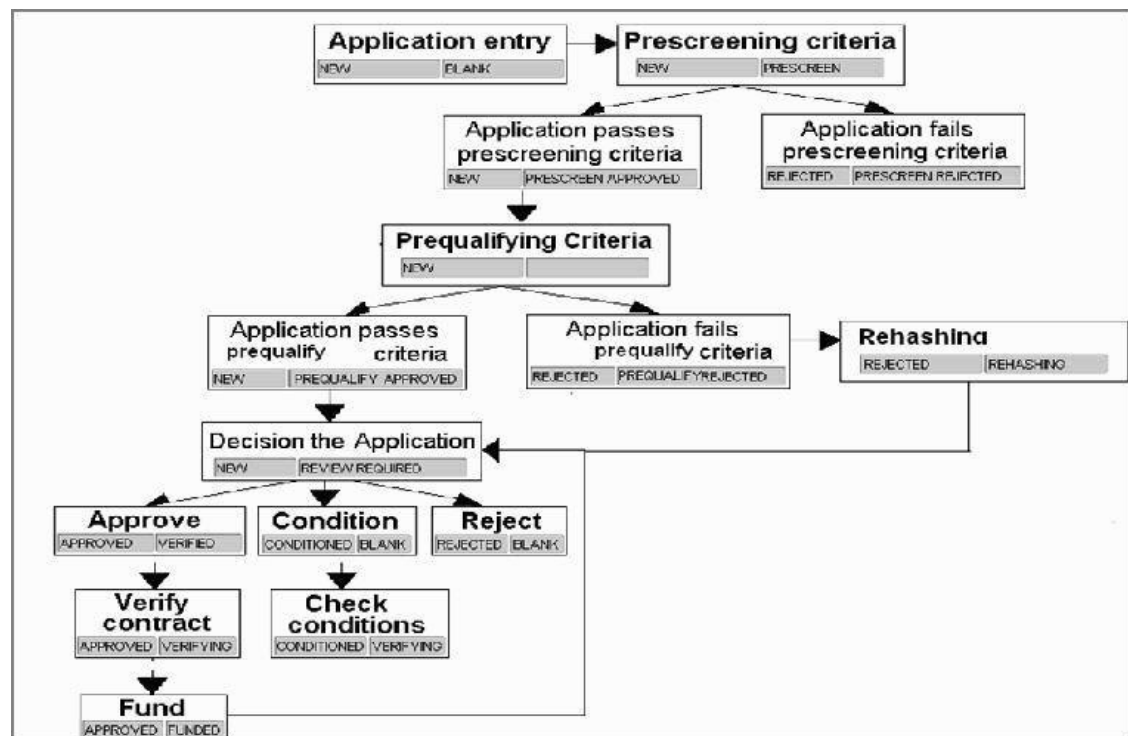 Application entry
NEW BLANK
Prescreening criteria
NEW PRESCREEN
Application passes
prescreening criteria
NEW PRESCREEN APPROVED
Application fails
prescreening criteria
REJECTED PRESCREEN REJECTED
Prequalifying Criteria
NEW
Application passes
prequalify criteria
NEW PREQUALIFY APPROVED
Application fails
prequalify criteria
REJECTED PREQUALIFYREJECTED
Rehashing
REJECTED REHASHING
Decision the Application
NEW REVIEW REQUIRED
Approve
APPROVED VERIFIED
Condition
CONDITIONED BLANK
Reject
REJECTED BLANK
Verify
contract
APPROVED VERIFYING
Check
conditions
CONDITIONED VERIFYING
Fund
APPROVED FUNDED